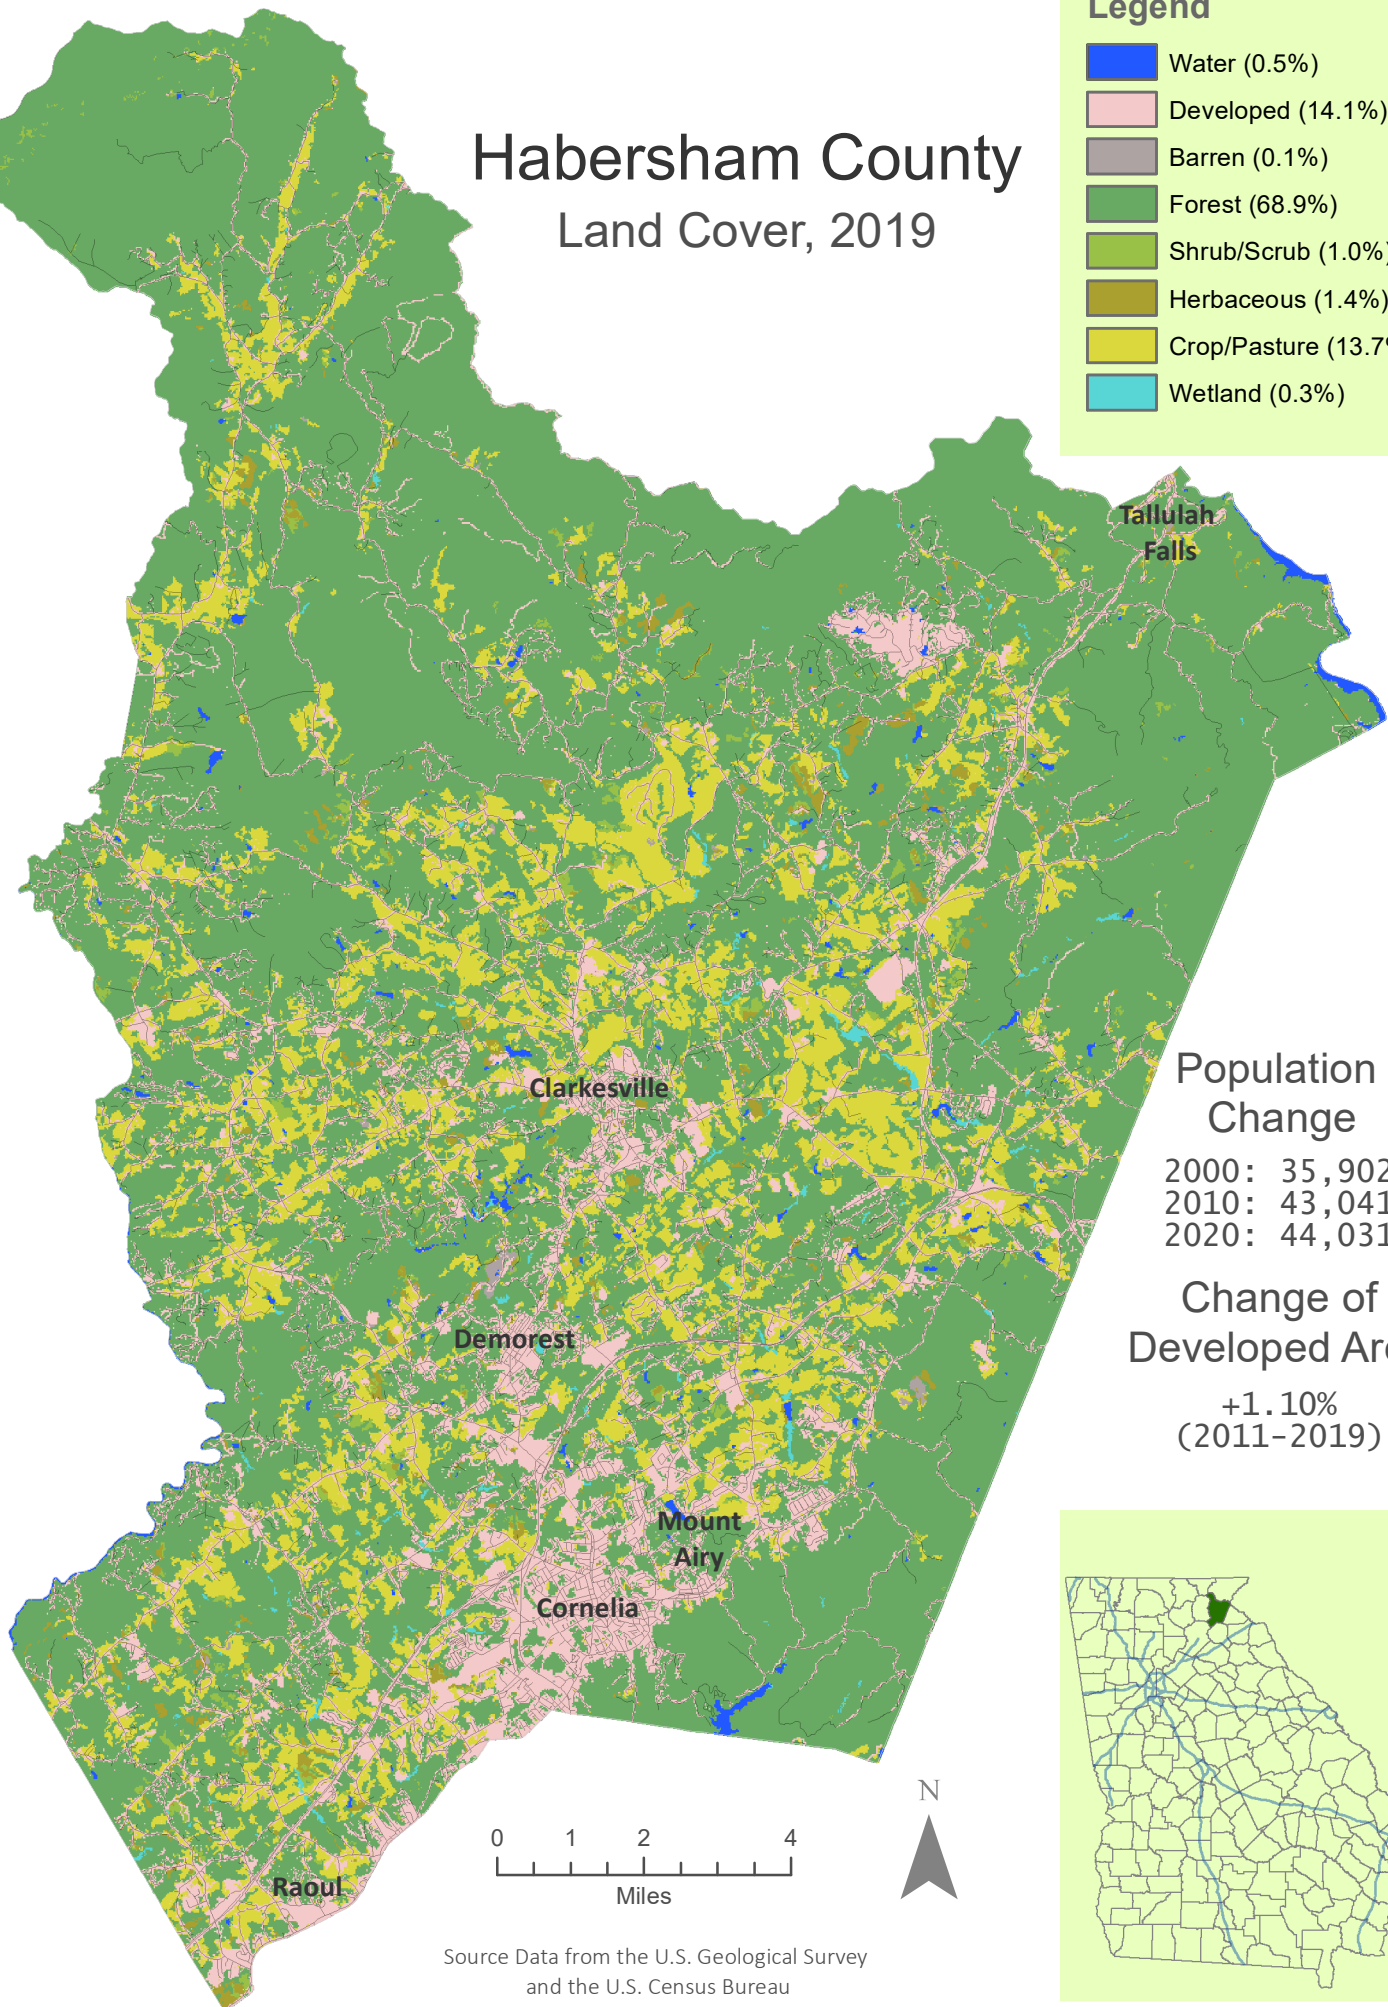 Legend
Water (0.5%)
Developed (14.1%)
Barren (0.1%)
Forest (68.9%)
Shrub/Scrub (1.0%)
Herbaceous (1.4%)
Crop/Pasture (13.7%
Wetland (0.3%)
Habersham County
Land Cover, 2019
Tallulah
Falls
Clarkesville
Demorest
Mount
Airy
Cornelia
Raoul
Population
Change
2000: 35,902
2010: 43,041
2020: 44,031
Change of
Developed Are
+1.10%
(2011-2019)
N
0 1 2 4
Miles
Source Data from the U.S. Geological Survey
and the U.S. Census Bureau